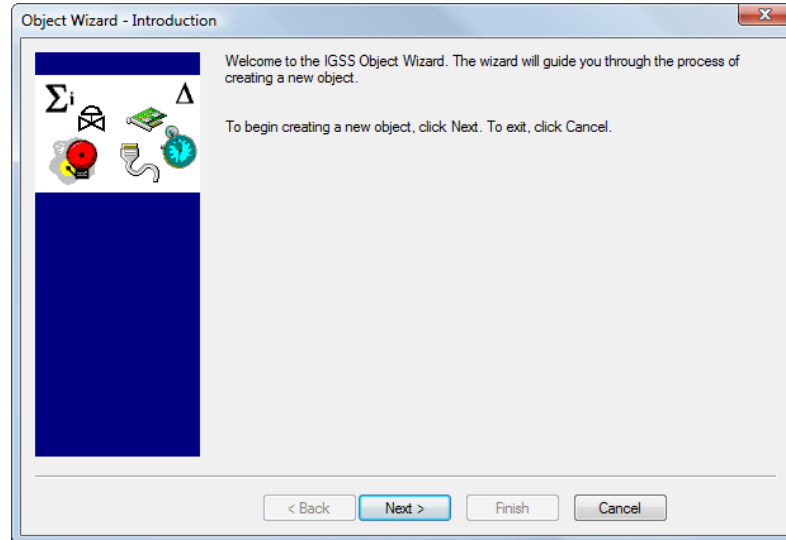 Object Wizard - Introduction
Welcome to the IGSS Object Wizard. The wizard will guide you through the process of
creating a new object.
To begin creating a new object, click Next. To exit, click Cancel.
Σi
Δ
< Back Next > Finish Cancel